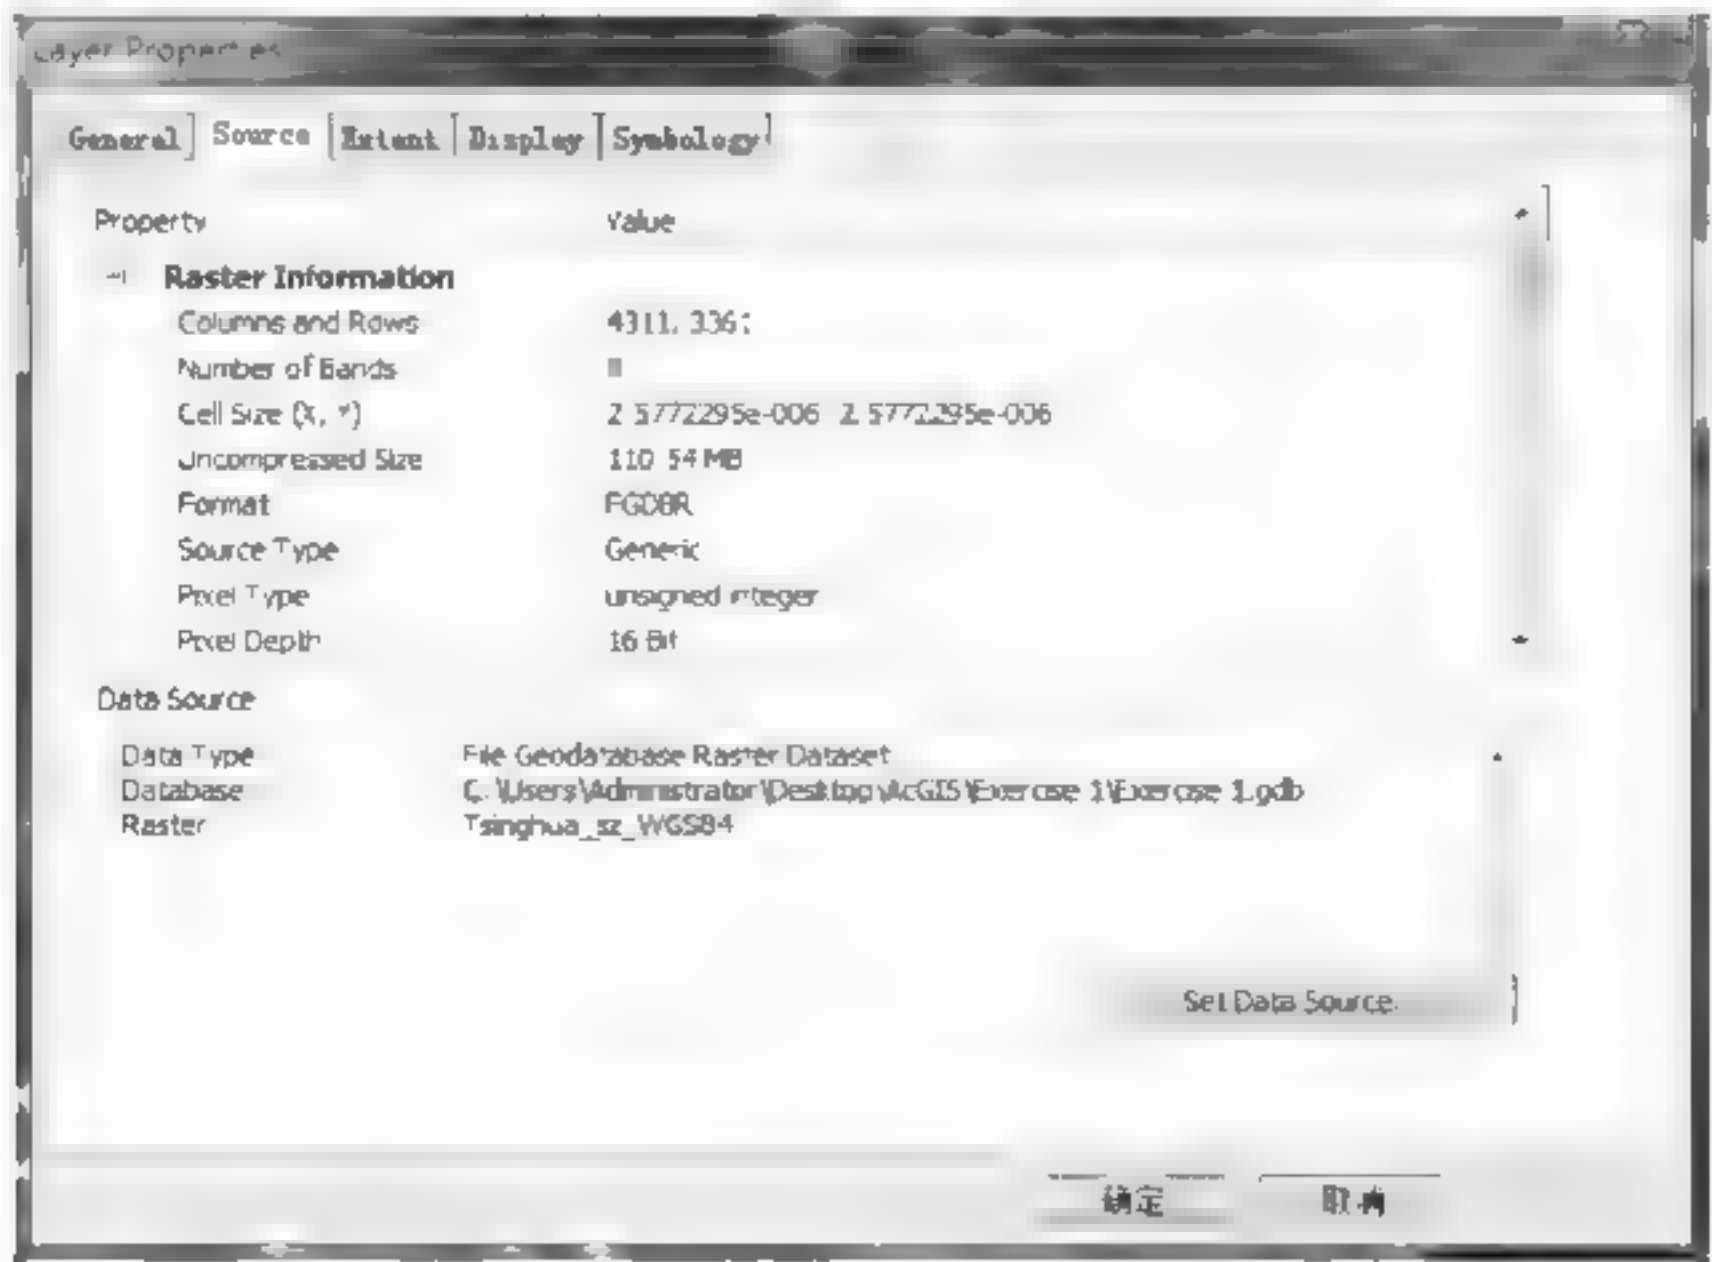 Layer Properties
General Source Extent Display Symbology
Property Value
Raster Information
Columns and Rows 4311, 3361
Number of Bands
Cell Size (X, Y) 2.5772295e-006, 2.5772295e-006
Uncompressed Size 110.54 MB
Format FGDBR
Source Type Generic
Pixel Type unsigned integer
Pixel Depth 16 Bit
Data Source
Data Type File Geodatabase Raster Dataset
Database C:\Users\Administrator\Desktop\AcGIS\Exercise 1\Exercise 1.gdb
Raster Tsinghua_sz_WGS84
Set Data Source
确定 取消